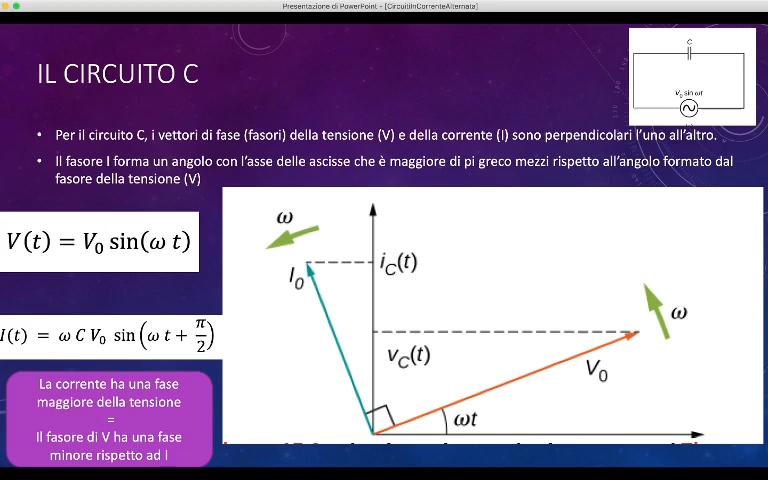 Presentazione di PowerPoint - [CircuitiInCorrenteAlternata]
IL CIRCUITO C
C
V₀ sin ωt
• Per il circuito C, i vettori di fase (fasori) della tensione (V) e della corrente (I) sono perpendicolari l'uno all'altro.
• Il fasore I forma un angolo con l'asse delle ascisse che è maggiore di pi greco mezzi rispetto all'angolo formato dal
fasore della tensione (V)
V(t) = V₀ sin(ω t)
I(t) = ω C V₀ sin(ω t + π/2)
La corrente ha una fase
maggiore della tensione
=
Il fasore di V ha una fase
minore rispetto ad I
ω
I₀
i_C(t)
ω
v_C(t)
V₀
ωt